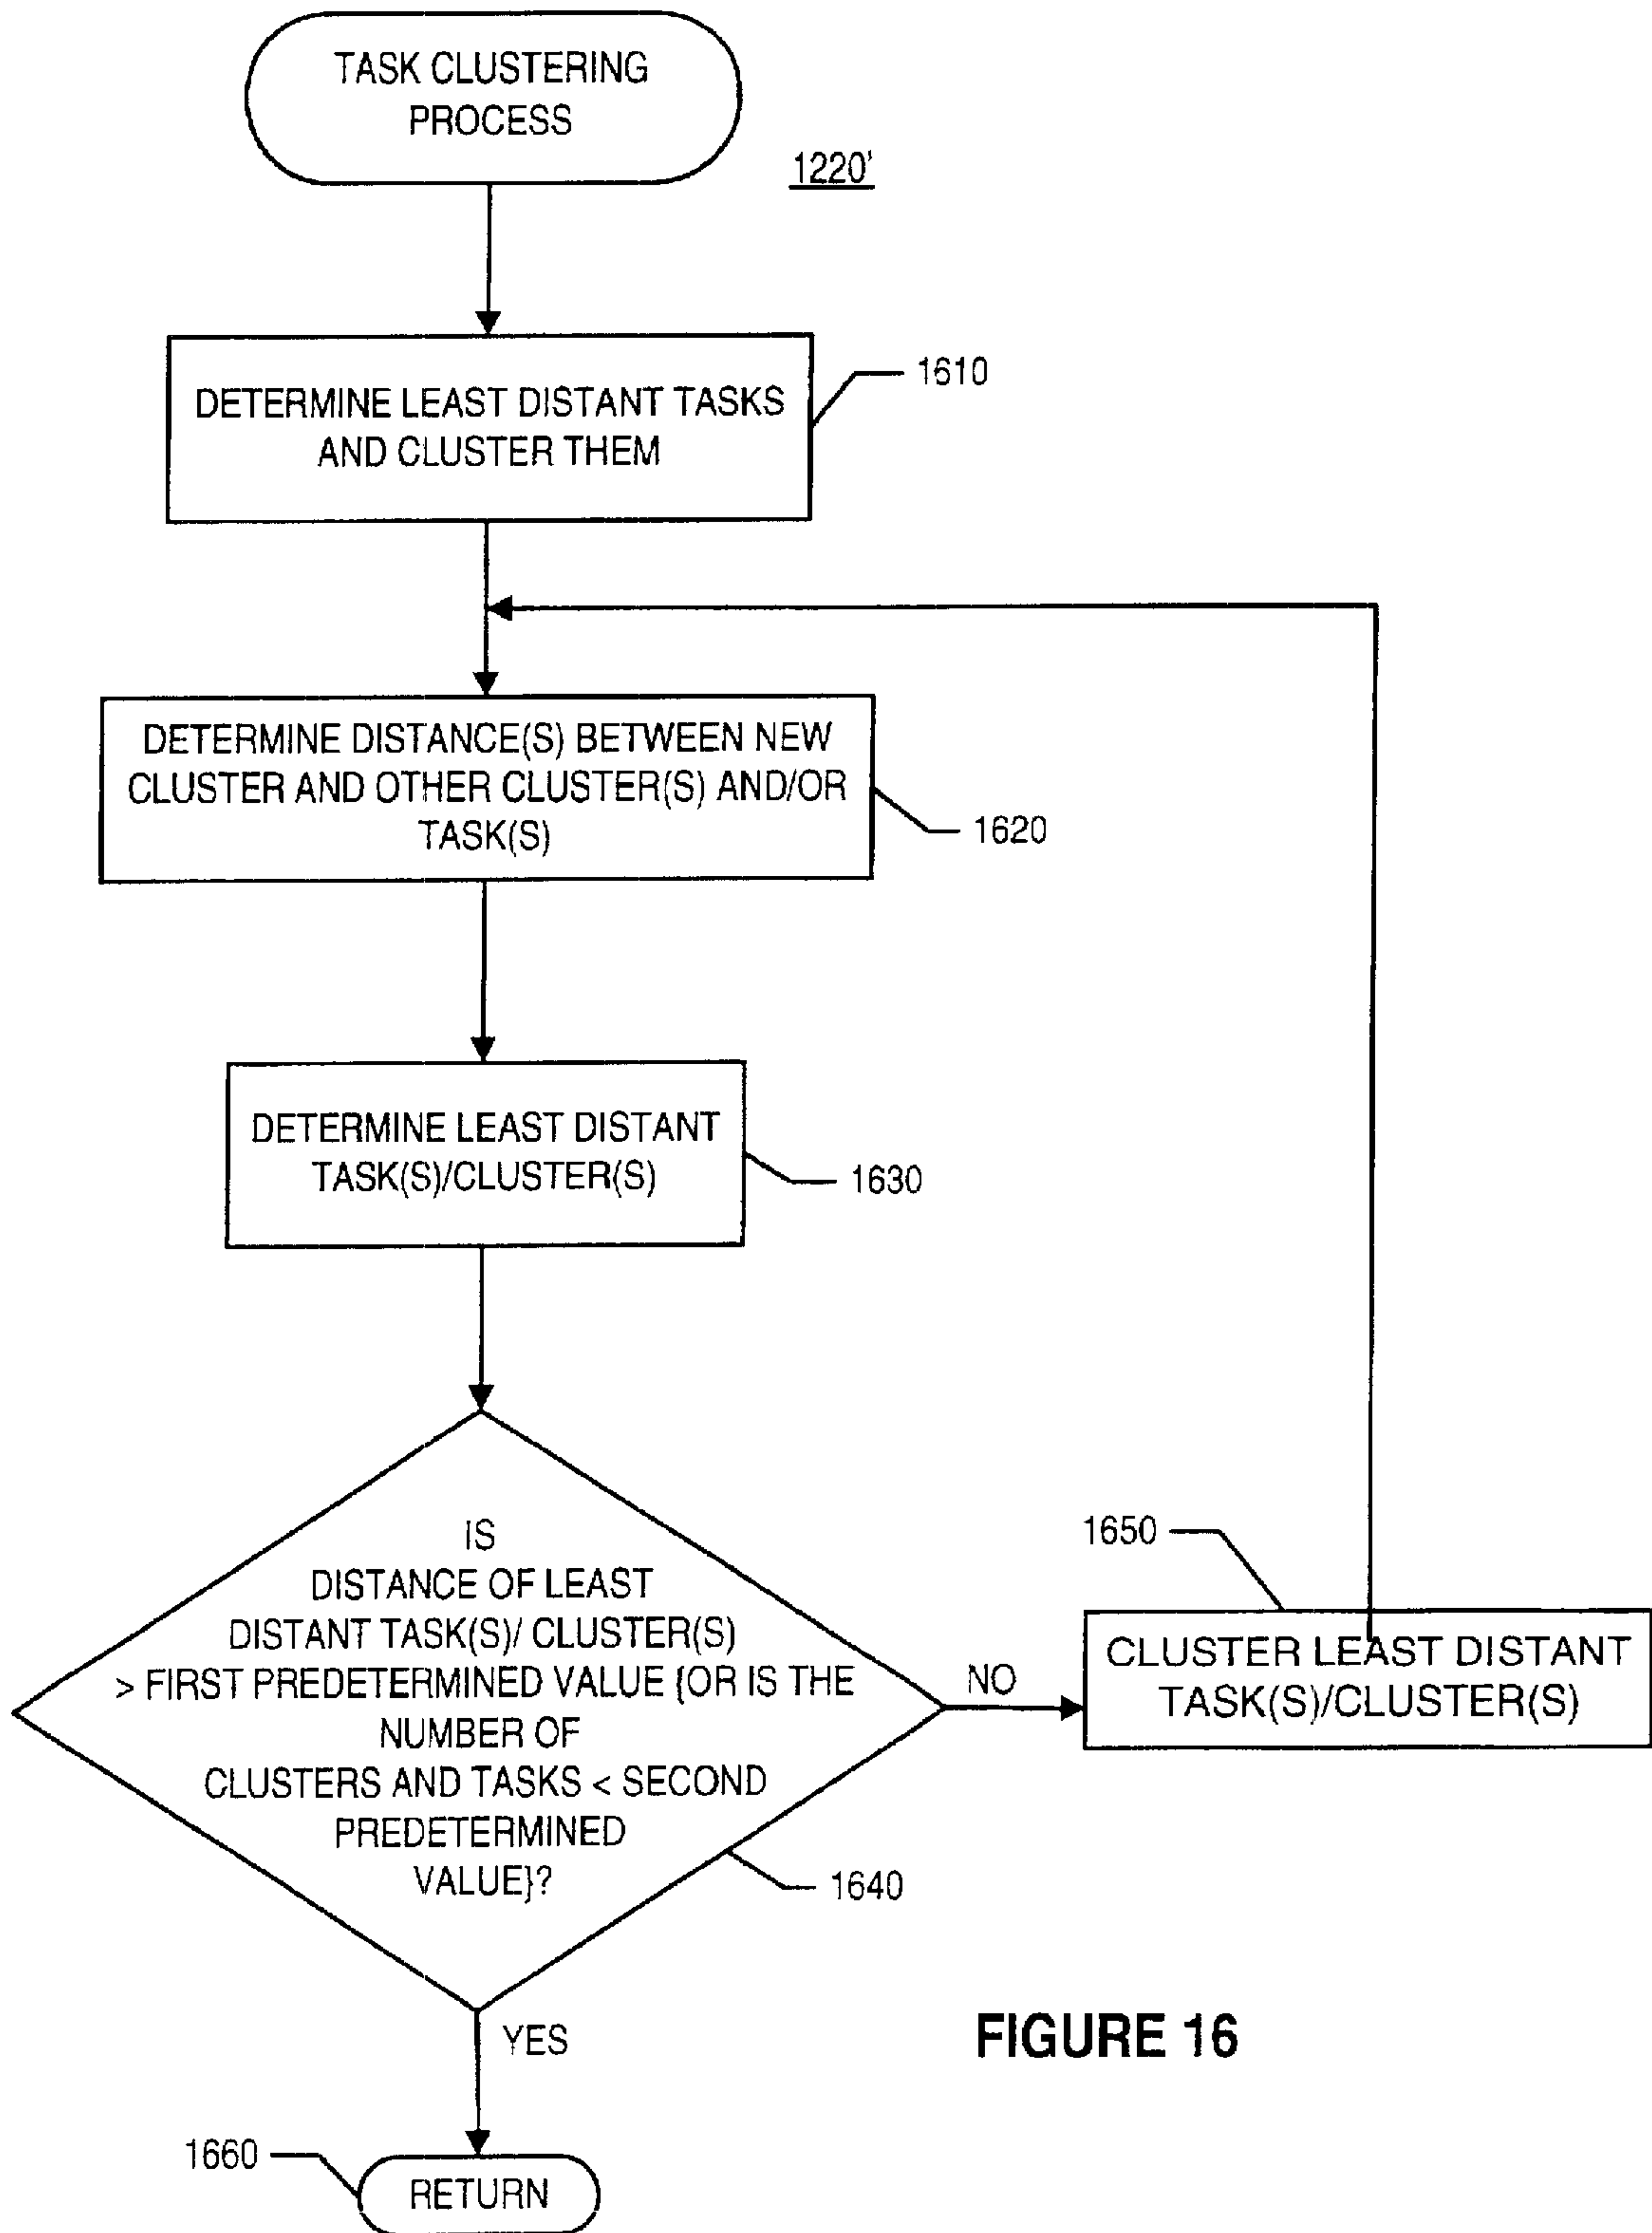 TASK CLUSTERING
PROCESS
1220'
DETERMINE LEAST DISTANT TASKS
AND CLUSTER THEM
1610
DETERMINE DISTANCE(S) BETWEEN NEW
CLUSTER AND OTHER CLUSTER(S) AND/OR
TASK(S)
1620
DETERMINE LEAST DISTANT
TASK(S)/CLUSTER(S)
1630
IS
DISTANCE OF LEAST
DISTANT TASK(S)/ CLUSTER(S)
> FIRST PREDETERMINED VALUE {OR IS THE
NUMBER OF
CLUSTERS AND TASKS < SECOND
PREDETERMINED
VALUE}?
1640
NO
1650
CLUSTER LEAST DISTANT
TASK(S)/CLUSTER(S)
YES
1660
RETURN
FIGURE 16